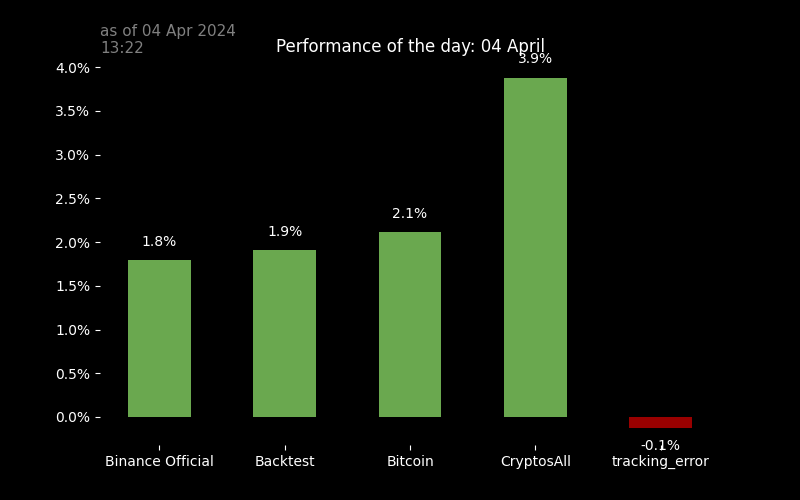 as of 04 Apr 2024
13:22
Performance of the day: 04 April
4.0%
3.5%
3.0%
2.5%
2.0%
1.5%
1.0%
0.5%
0.0%
1.8%
1.9%
2.1%
3.9%
-0.1%
Binance Official
Backtest
Bitcoin
CryptosAll
tracking_error